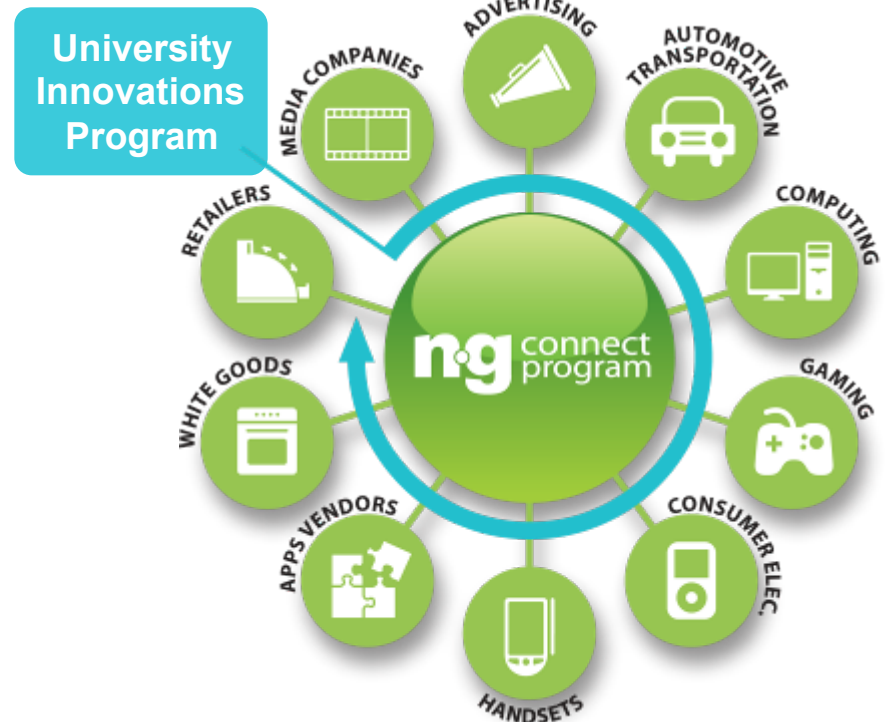 University
Innovations
Program
ADVERTISING
AUTOMOTIVE
TRANSPORTATION
COMPUTING
GAMING
CONSUMER ELEC.
HANDSETS
APPS VENDORS
WHITE GOODS
RETAILERS
MEDIA COMPANIES
ng connect
program